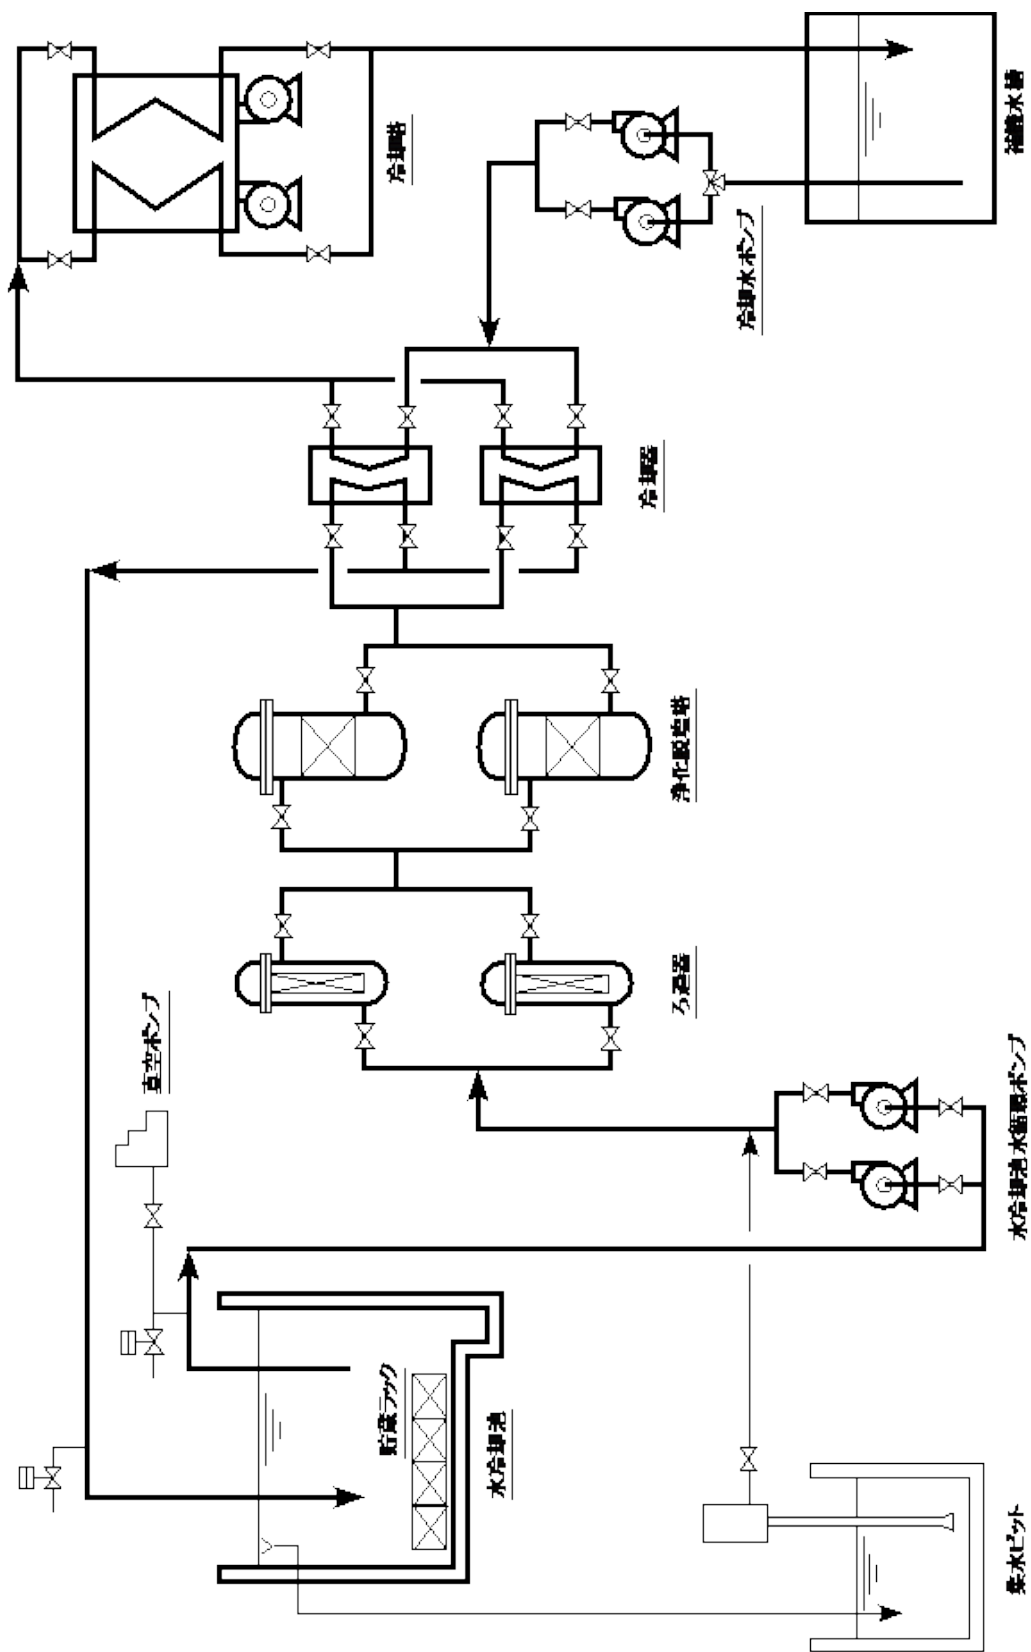 冷却塔
補給水槽
冷却水ポンプ
冷却器
浄化脱塩塔
ろ過器
真空ポンプ
水冷却池水循環ポンプ
貯蔵ラック
水冷却池
集水ピット